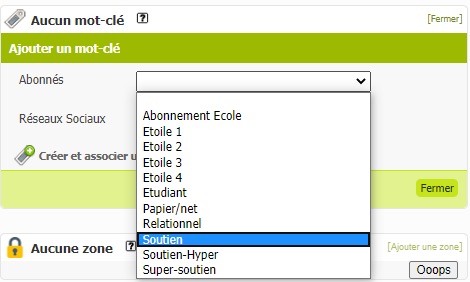 Aucun mot-clé ?
[Fermer]
Ajouter un mot-clé
Abonnés
Abonnement Ecole
Etoile 1
Réseaux Sociaux
Etoile 2
Etoile 3
Créer et associer u
Etoile 4
Etudiant
Fermer
Papier/net
Relationnel
Soutien
Aucune zone ?
[Ajouter une zone]
Soutien-Hyper
Super-soutien
Ooops